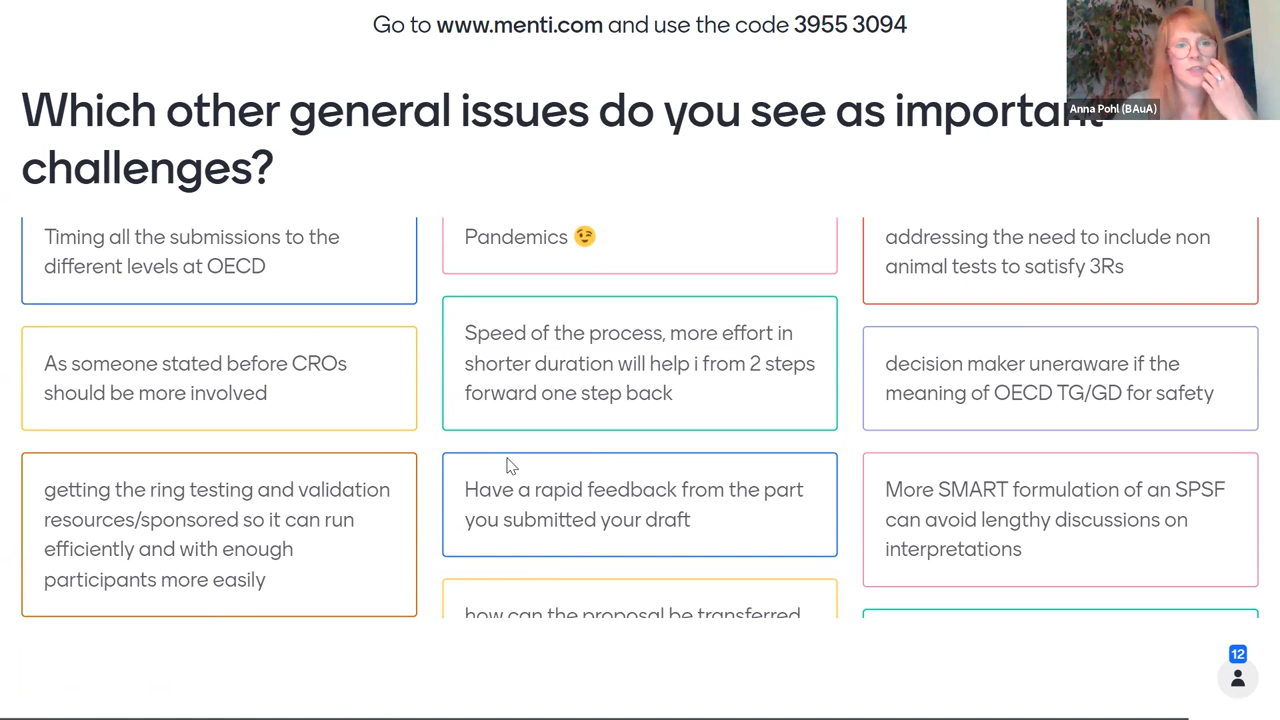 Go to www.menti.com and use the code 3955 3094
Anna Pohl (BAuA)
Which other general issues do you see as important
challenges?
Timing all the submissions to the
different levels at OECD
As someone stated before CROs
should be more involved
getting the ring testing and validation
resources/sponsored so it can run
efficiently and with enough
participants more easily
Pandemics 😉
Speed of the process, more effort in
shorter duration will help i from 2 steps
forward one step back
Have a rapid feedback from the part
you submitted your draft
how can the proposal be transferred
addressing the need to include non
animal tests to satisfy 3Rs
decision maker uneraware if the
meaning of OECD TG/GD for safety
More SMART formulation of an SPSF
can avoid lengthy discussions on
interpretations
12